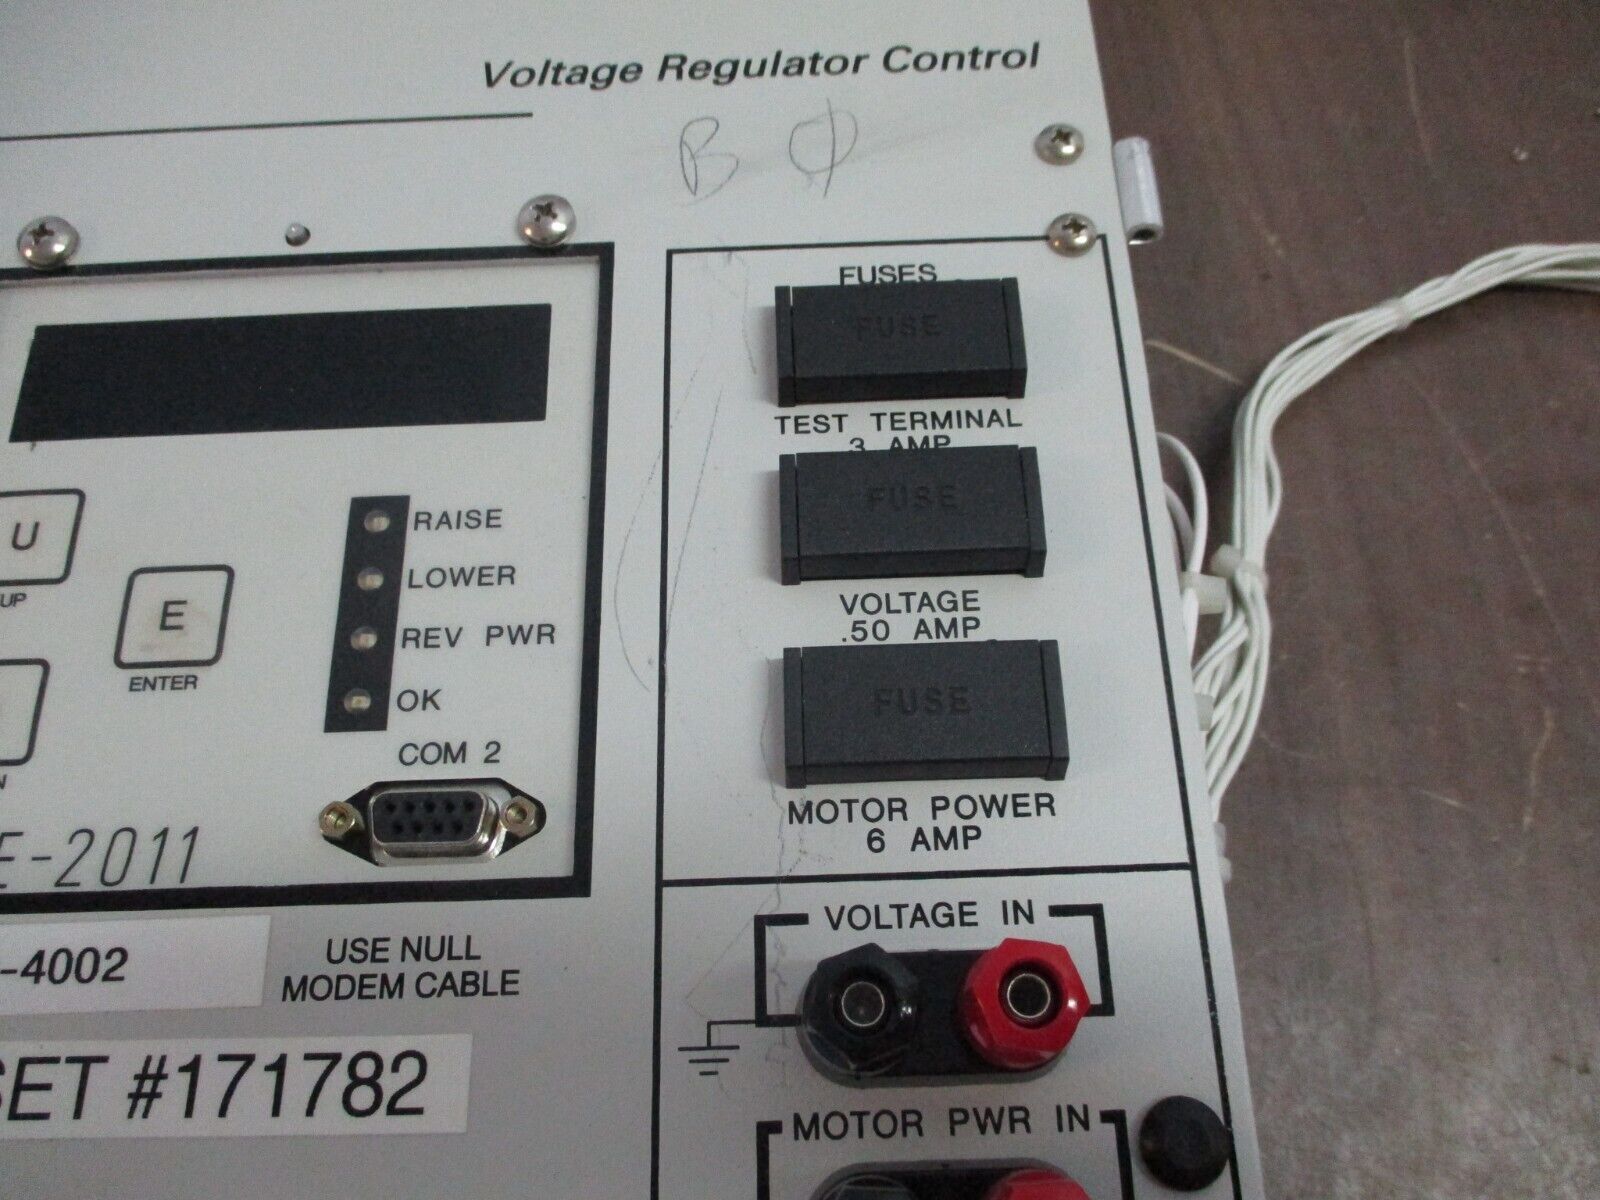 Voltage Regulator Control
B
FUSES
FUSE
TEST TERMINAL
3 AMP
FUSE
VOLTAGE
.50 AMP
FUSE
MOTOR POWER
6 AMP
U
UP
E
ENTER
RAISE
LOWER
REV PWR
OK
COM 2
E-2011
-4002
USE NULL
MODEM CABLE
SET #171782
VOLTAGE IN
MOTOR PWR IN